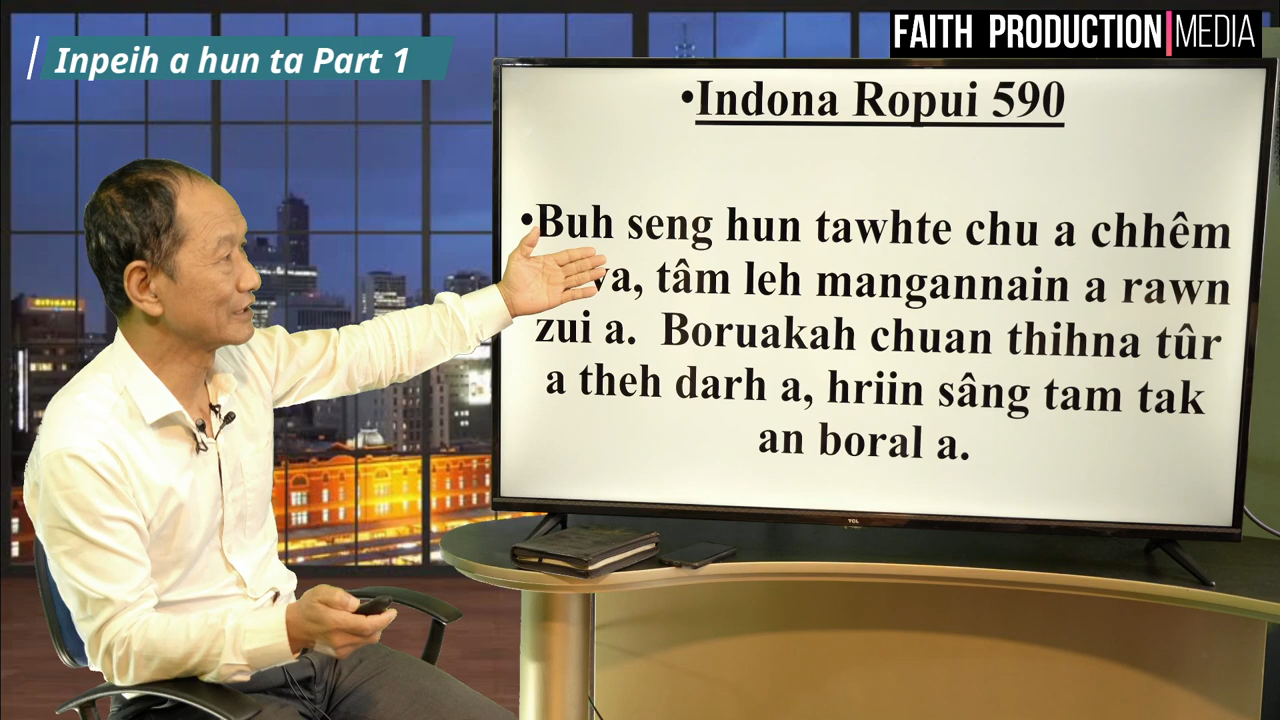 Inpeih a hun ta Part 1
FAITH PRODUCTION|MEDIA
•Indona Ropui 590
•Buh seng hun tawhte chu a chhêm
tâm leh mangannain a rawn
zui a. Boruakah chuan thihna tûr
a theh darh a, hriin sâng tam tak
an boral a.
TCL